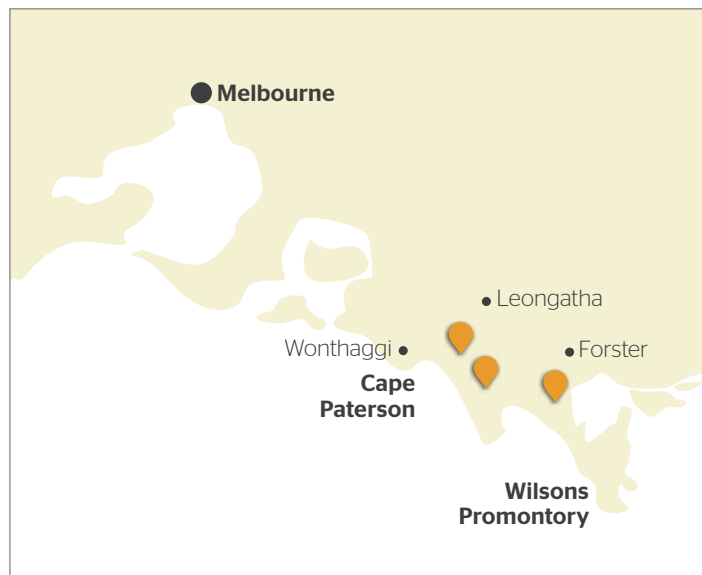 Melbourne
Leongatha
Wonthaggi
Forster
Cape
Paterson
Wilsons
Promontory